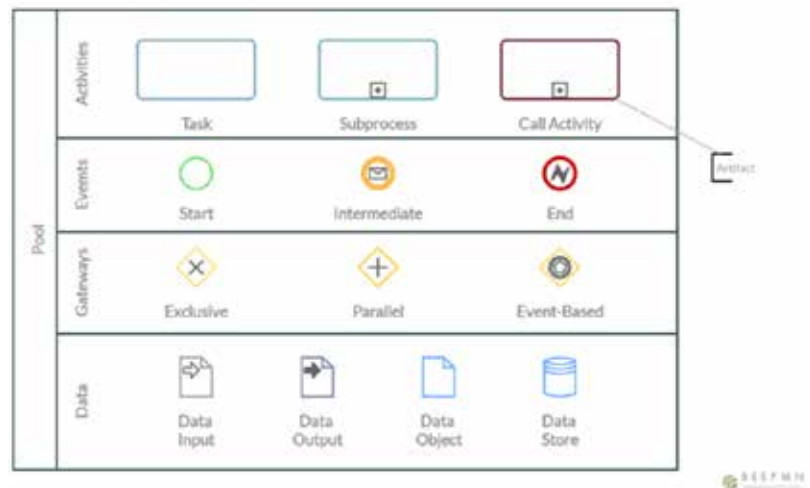 Pool
Activities
Task
Subprocess
Call Activity
Artifact
Events
Start
Intermediate
End
Gateways
Exclusive
Parallel
Event-Based
Data
Data
Input
Data
Output
Data
Object
Data
Store
BEEPMN